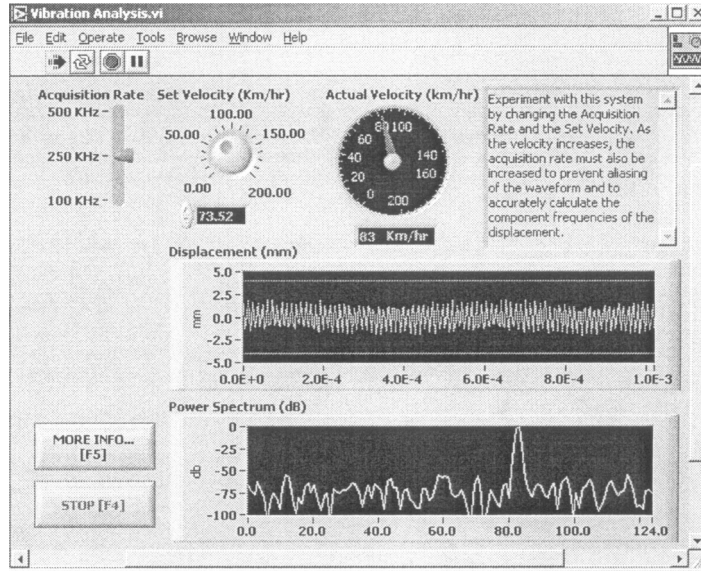 Vibration Analysis.vi
File Edit Operate Tools Browse Window Help
Acquisition Rate
500 KHz
250 KHz
100 KHz
Set Velocity (Km/hr)
100.00
50.00
150.00
0.00
200.00
73.52
Actual Velocity (km/hr)
80 100
60
40
140
20
160
0
200
83 Km/hr
Experiment with this system
by changing the Acquisition
Rate and the Set Velocity. As
the velocity increases, the
acquisition rate must also be
increased to prevent aliasing
of the waveform and to
accurately calculate the
component frequencies of the
displacement.
Displacement (mm)
5.0
2.5
0.0
-2.5
-5.0
mm
0.0E+0 2.0E-4 4.0E-4 6.0E-4 8.0E-4 1.0E-3
Power Spectrum (dB)
0
-25
-50
-75
-100
db
0.0 20.0 40.0 60.0 80.0 100.0 124.0
MORE INFO...
[F5]
STOP [F4]